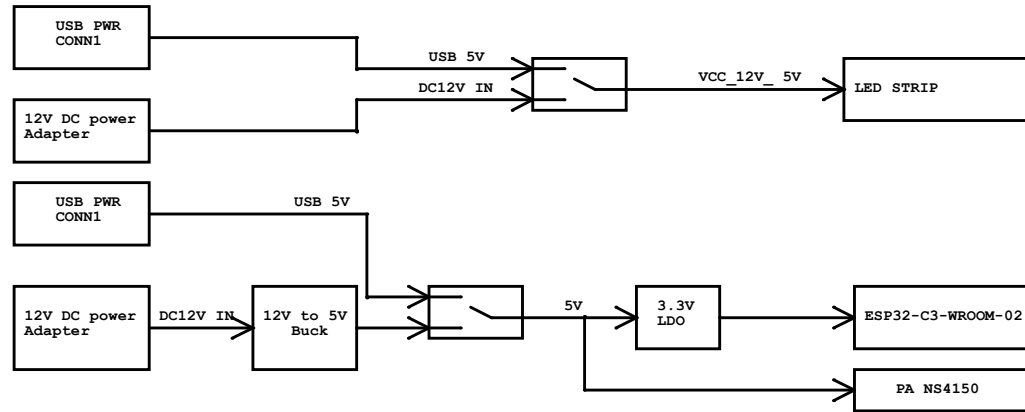 USB PWR
CONN1
USB 5V
DC12V IN
VCC_12V_ 5V
LED STRIP
12V DC power
Adapter
USB PWR
CONN1
USB 5V
12V DC power
Adapter
DC12V IN
12V to 5V
Buck
5V
3.3V
LDO
ESP32-C3-WROOM-02
PA NS4150